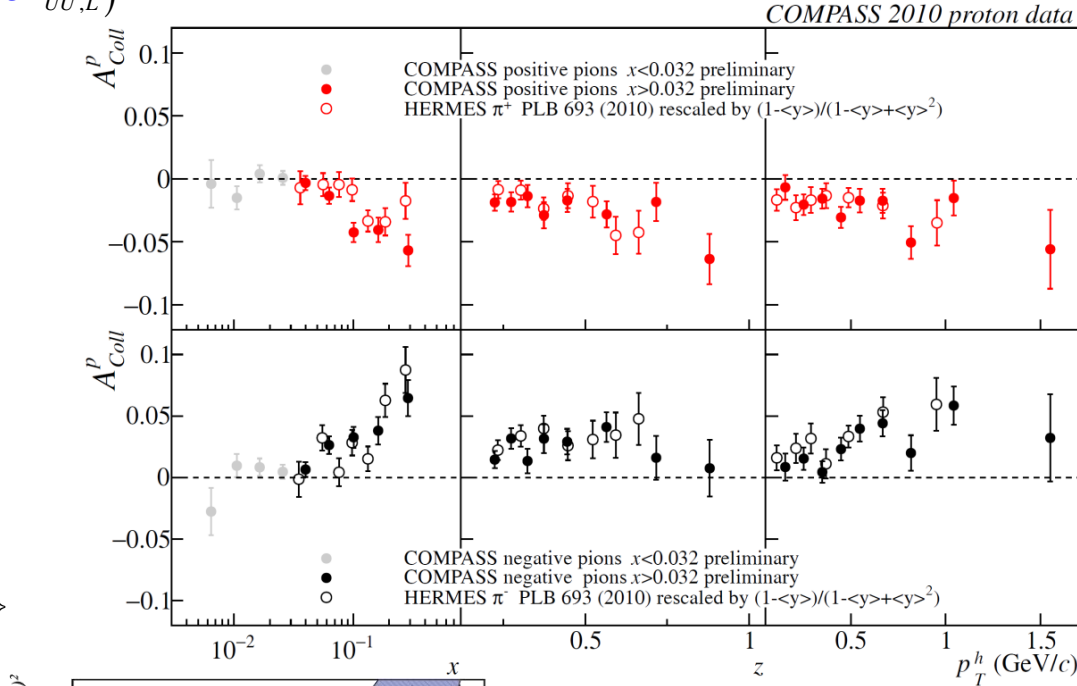 UU,L )
COMPASS 2010 proton data
A^p_Coll
0.1
0.05
0
−0.05
−0.1
COMPASS positive pions x<0.032 preliminary
COMPASS positive pions x>0.032 preliminary
HERMES π⁺ PLB 693 (2010) rescaled by (1-<y>)/(1-<y>+<y>²)
A^p_Coll
0.1
0.05
0
−0.05
−0.1
COMPASS negative pions x<0.032 preliminary
COMPASS negative pions x>0.032 preliminary
HERMES π⁻ PLB 693 (2010) rescaled by (1-<y>)/(1-<y>+<y>²)
10⁻² 10⁻¹ 0.5 1 0.5 1 1.5
x z p_T^h (GeV/c)
)²